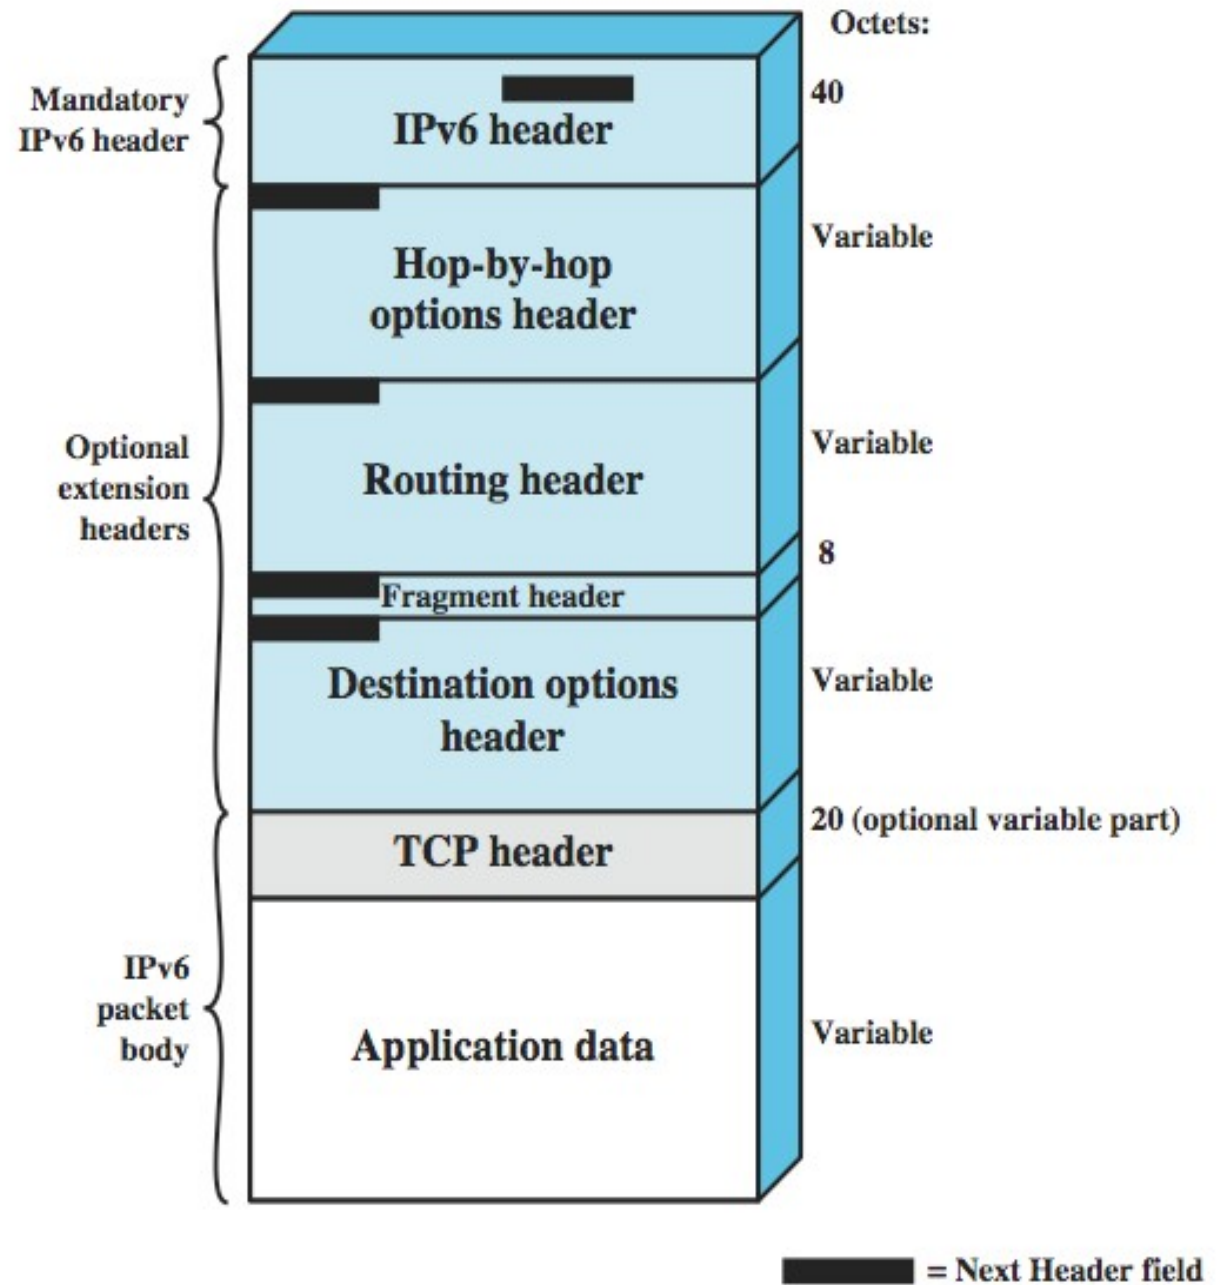 Octets:
Mandatory
IPv6 header
IPv6 header
40
Hop-by-hop
options header
Variable
Optional
extension
headers
Routing header
Variable
Fragment header
8
Destination options
header
Variable
TCP header
20 (optional variable part)
IPv6
packet
body
Application data
Variable
= Next Header field